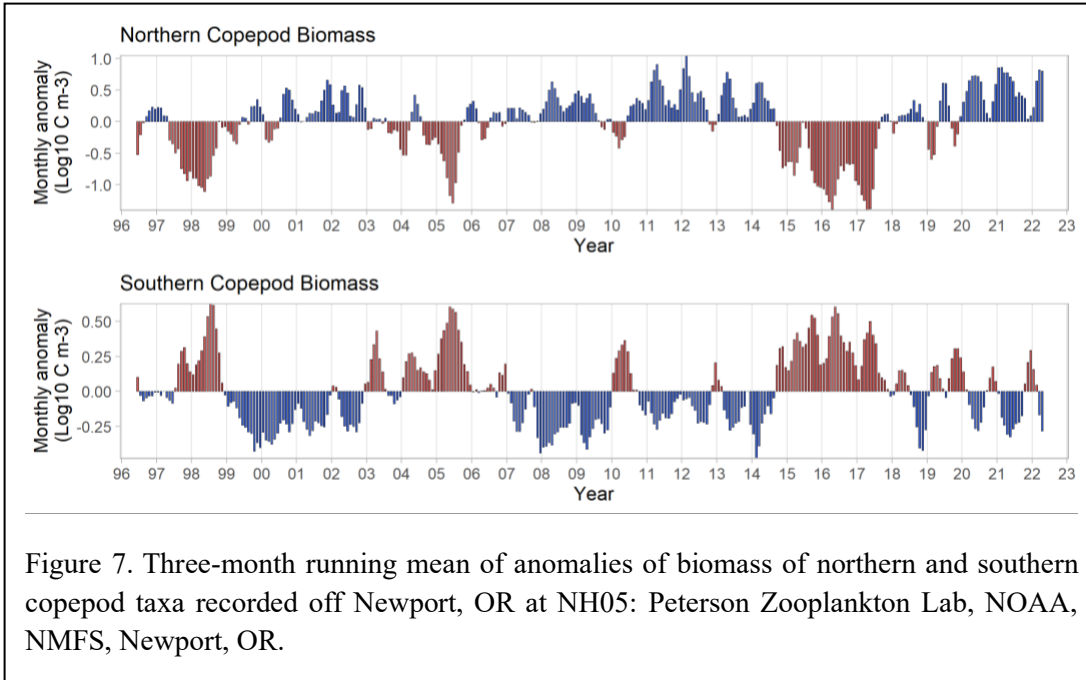 Northern Copepod Biomass
Monthly anomaly
(Log10 C m-3)
1.0
0.5
0.0
-0.5
-1.0
96 97 98 99 00 01 02 03 04 05 06 07 08 09 10 11 12 13 14 15 16 17 18 19 20 21 22 23
Year
Southern Copepod Biomass
Monthly anomaly
(Log10 C m-3)
0.50
0.25
0.00
-0.25
96 97 98 99 00 01 02 03 04 05 06 07 08 09 10 11 12 13 14 15 16 17 18 19 20 21 22 23
Year
Figure 7. Three-month running mean of anomalies of biomass of northern and southern
copepod taxa recorded off Newport, OR at NH05: Peterson Zooplankton Lab, NOAA,
NMFS, Newport, OR.